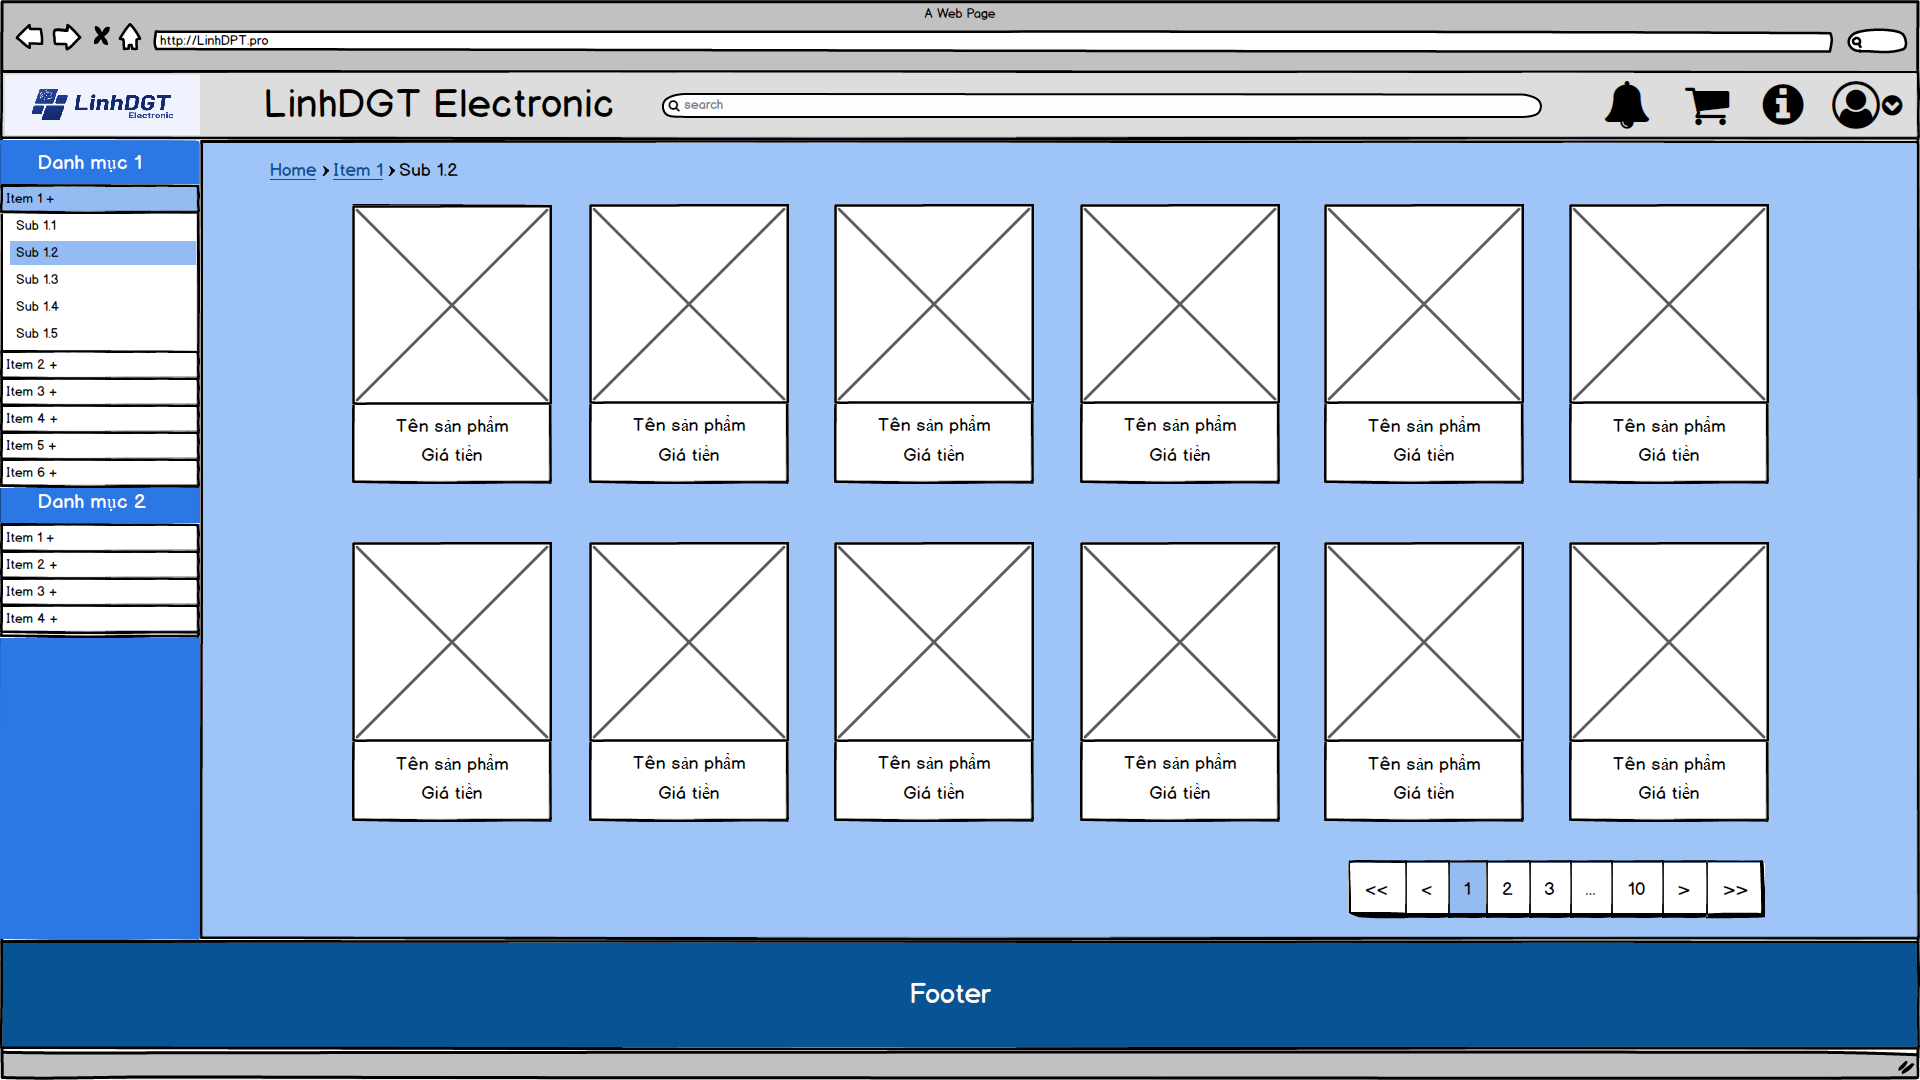 A Web Page
http://LinhDPT.pro
LinhDGT
Electronic
LinhDGT Electronic
search
Danh mục 1
Item 1 +
Sub 1.1
Sub 1.2
Sub 1.3
Sub 1.4
Sub 1.5
Item 2 +
Item 3 +
Item 4 +
Item 5 +
Item 6 +
Danh mục 2
Item 1 +
Item 2 +
Item 3 +
Item 4 +
Home › Item 1 › Sub 1.2
Tên sản phẩm Tên sản phẩm Tên sản phẩm Tên sản phẩm Tên sản phẩm Tên sản phẩm
Giá tiền Giá tiền Giá tiền Giá tiền Giá tiền Giá tiền
Tên sản phẩm Tên sản phẩm Tên sản phẩm Tên sản phẩm Tên sản phẩm Tên sản phẩm
Giá tiền Giá tiền Giá tiền Giá tiền Giá tiền Giá tiền
<< < 1 2 3 ... 10 > >>
Footer